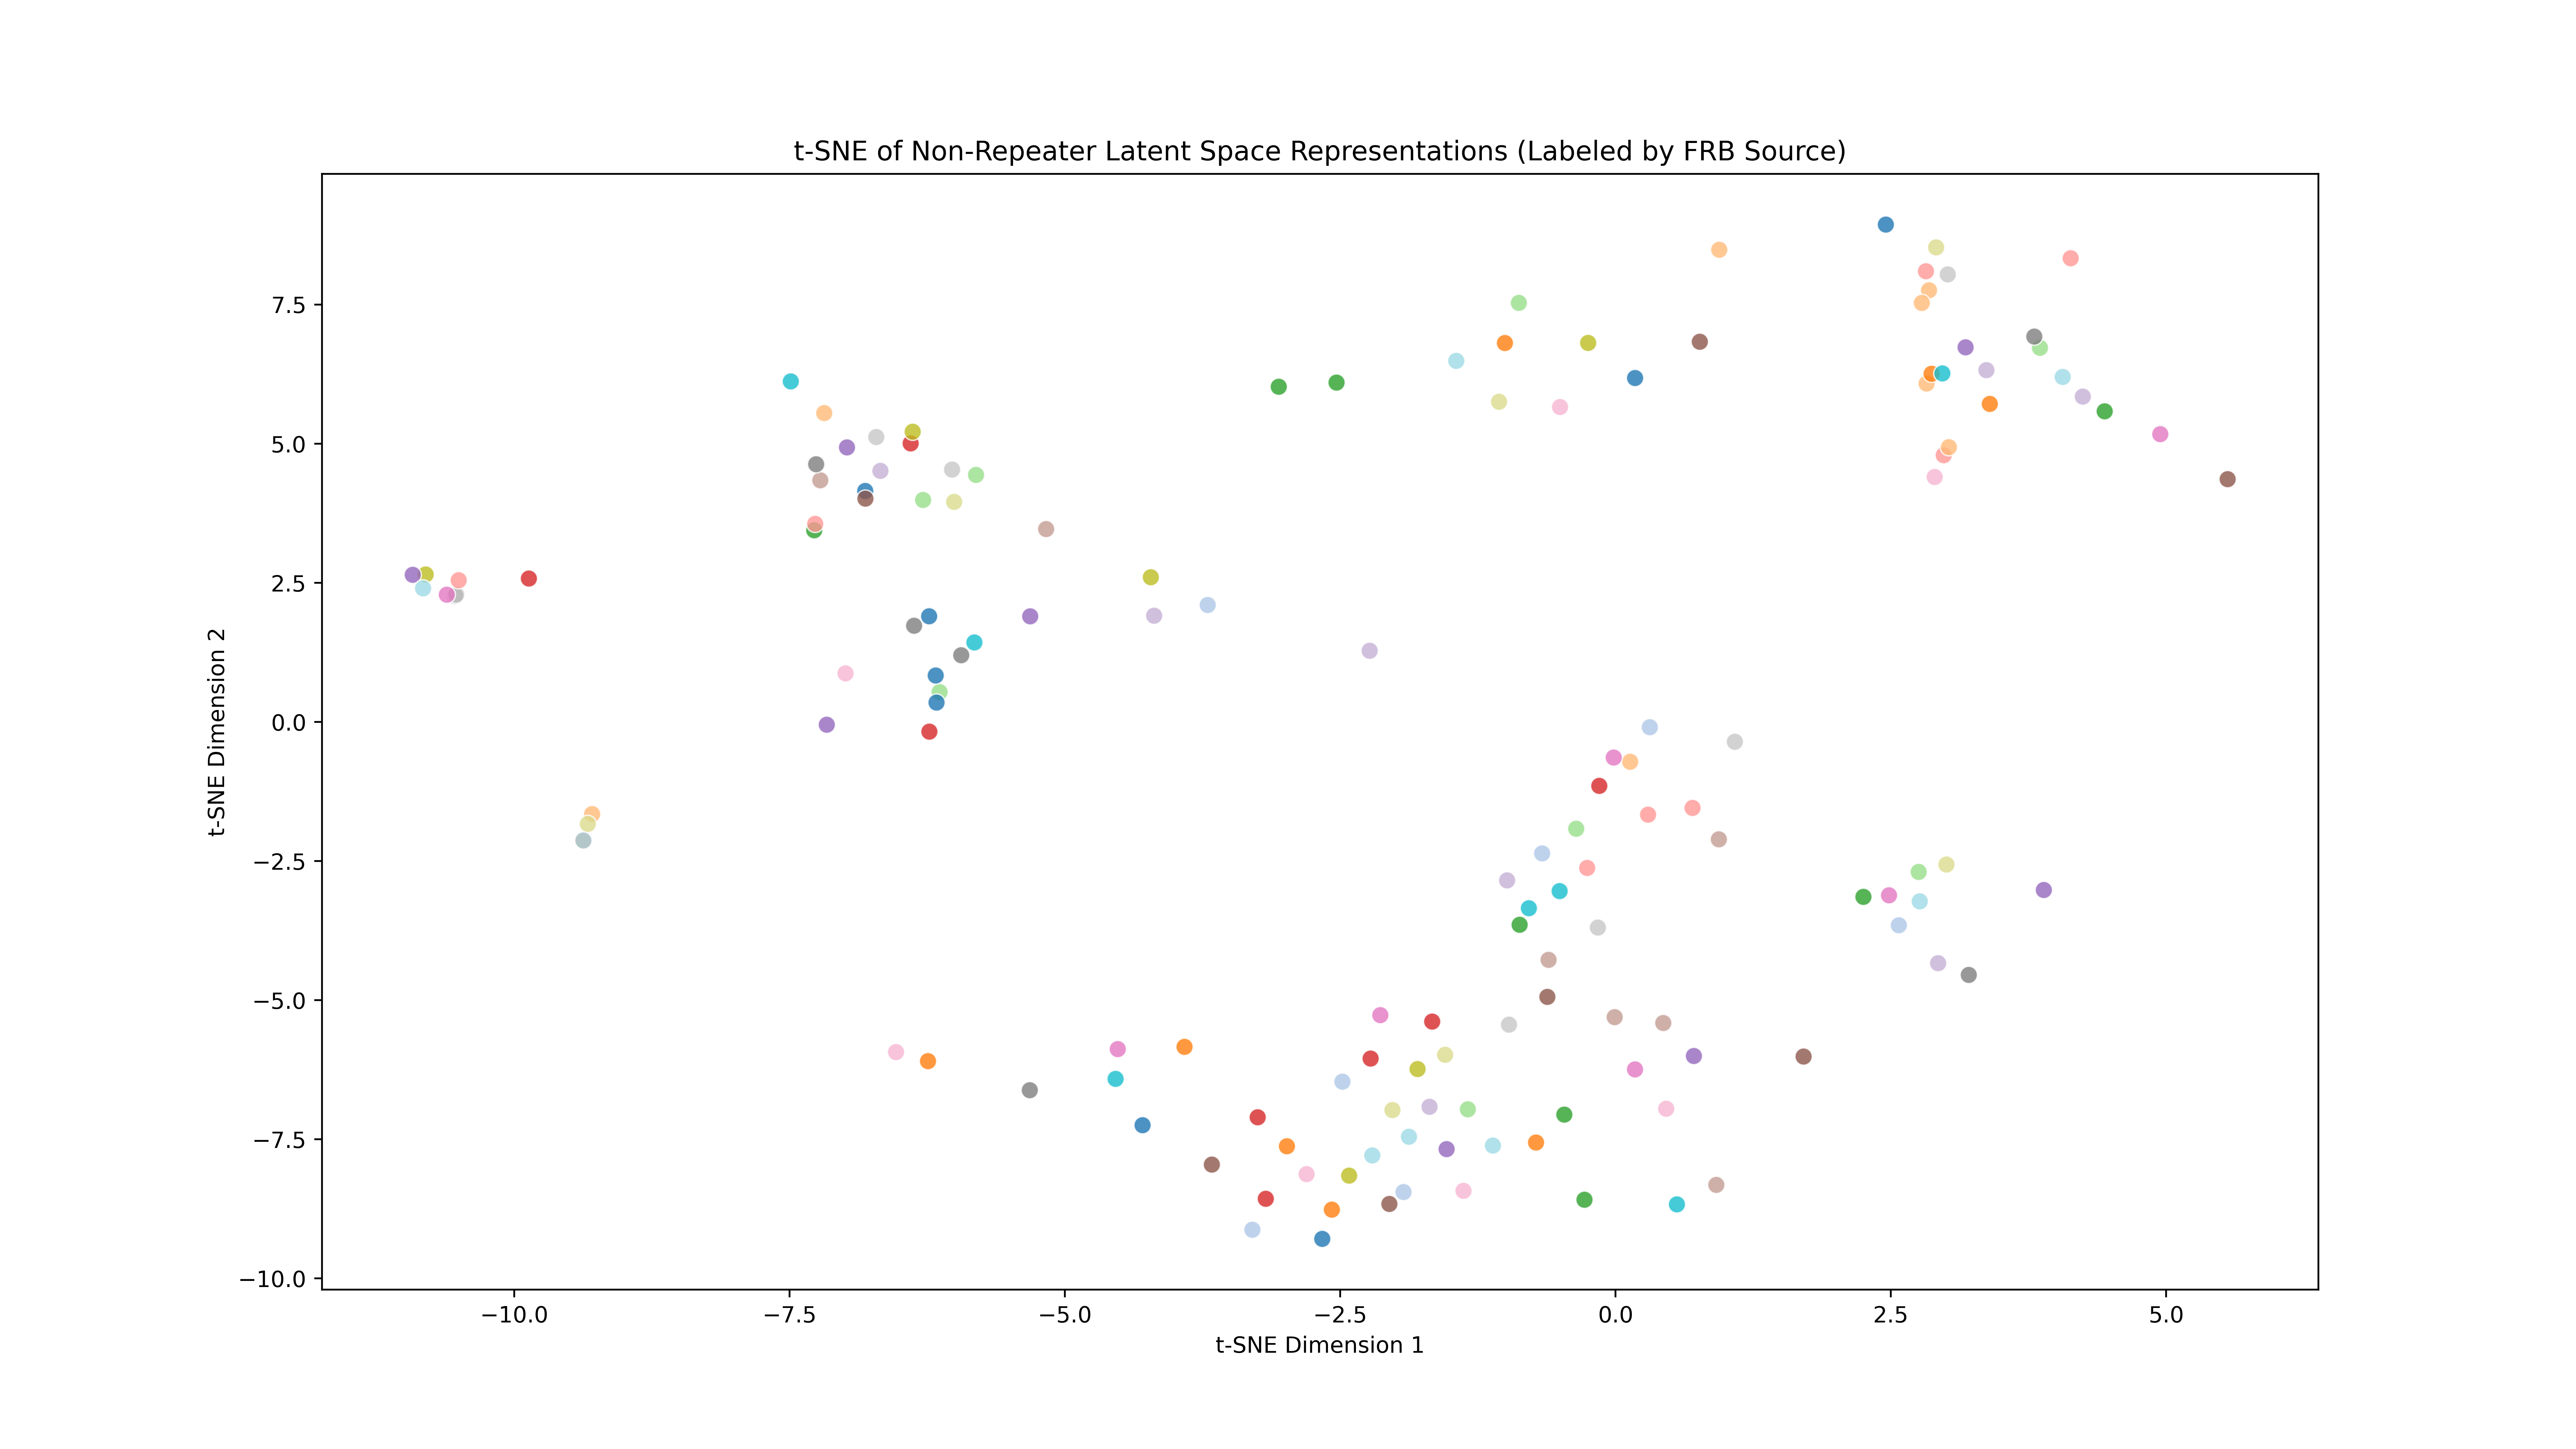 t-SNE of Non-Repeater Latent Space Representations (Labeled by FRB Source)
7.5
5.0
2.5
0.0
−2.5
−5.0
−7.5
−10.0
t-SNE Dimension 2
−10.0 −7.5 −5.0 −2.5 0.0 2.5 5.0
t-SNE Dimension 1